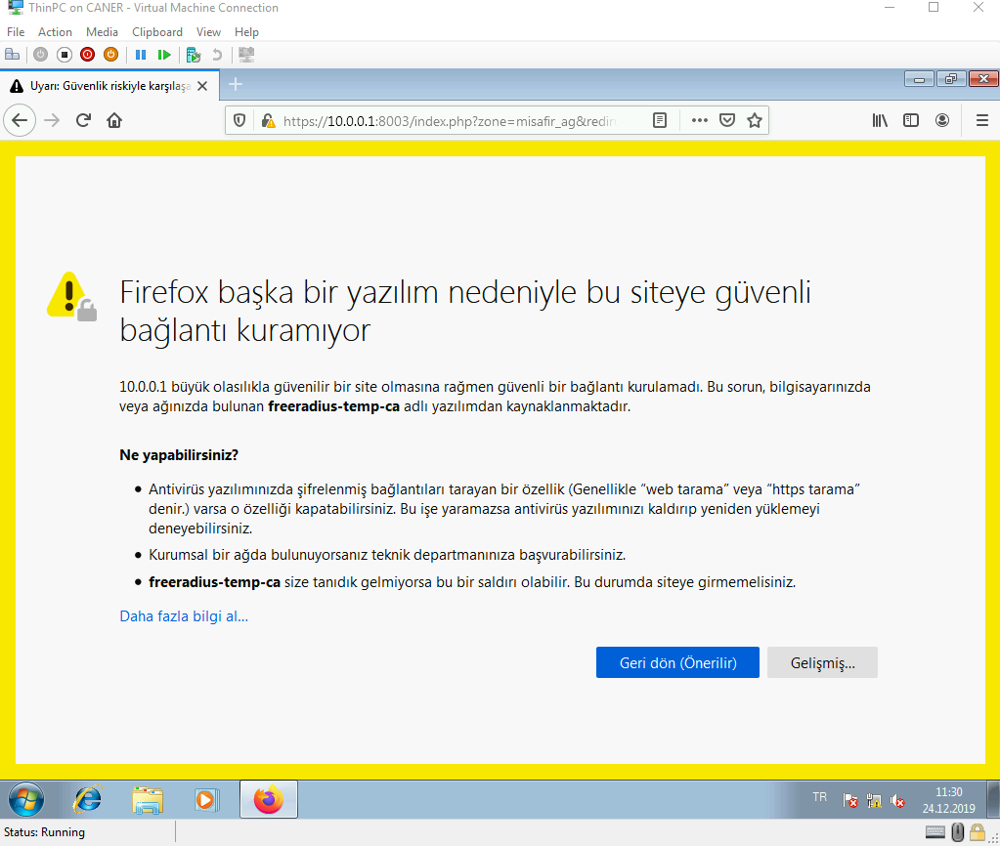 ThinPC on CANER - Virtual Machine Connection
File Action Media Clipboard View Help
Uyarı: Güvenlik riskiyle karşılaşa
https://10.0.0.1:8003/index.php?zone=misafir_ag&redir
Firefox başka bir yazılım nedeniyle bu siteye güvenli
bağlantı kuramıyor
10.0.0.1 büyük olasılıkla güvenilir bir site olmasına rağmen güvenli bir bağlantı kurulamadı. Bu sorun, bilgisayarınızda
veya ağınızda bulunan freeradius-temp-ca adlı yazılımdan kaynaklanmaktadır.
Ne yapabilirsiniz?
• Antivirüs yazılımınızda şifrelenmiş bağlantıları tarayan bir özellik (Genellikle “web tarama” veya “https tarama”
denir.) varsa o özelliği kapatabilirsiniz. Bu işe yaramazsa antivirüs yazılımınızı kaldırıp yeniden yüklemeyi
deneyebilirsiniz.
• Kurumsal bir ağda bulunuyorsanız teknik departmanınıza başvurabilirsiniz.
• freeradius-temp-ca size tanıdık gelmiyorsa bu bir saldırı olabilir. Bu durumda siteye girmemelisiniz.
Daha fazla bilgi al...
Geri dön (Önerilir) Gelişmiş...
TR 11:30
24.12.2019
Status: Running